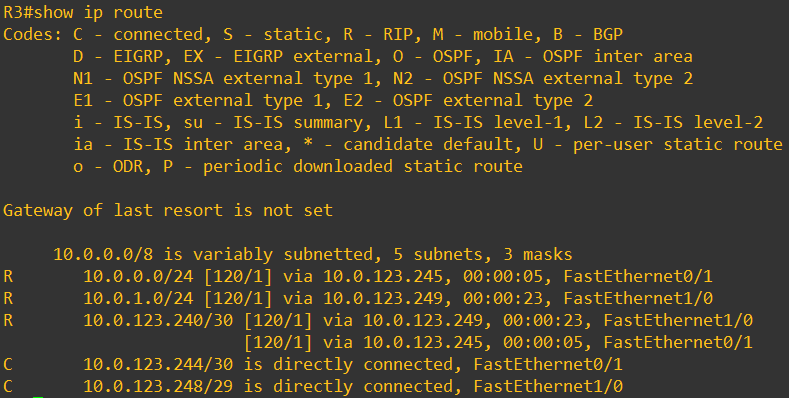 R3#show ip route
Codes: C - connected, S - static, R - RIP, M - mobile, B - BGP
       D - EIGRP, EX - EIGRP external, O - OSPF, IA - OSPF inter area
       N1 - OSPF NSSA external type 1, N2 - OSPF NSSA external type 2
       E1 - OSPF external type 1, E2 - OSPF external type 2
       i - IS-IS, su - IS-IS summary, L1 - IS-IS level-1, L2 - IS-IS level-2
       ia - IS-IS inter area, * - candidate default, U - per-user static route
       o - ODR, P - periodic downloaded static route
Gateway of last resort is not set
     10.0.0.0/8 is variably subnetted, 5 subnets, 3 masks
R       10.0.0.0/24 [120/1] via 10.0.123.245, 00:00:05, FastEthernet0/1
R       10.0.1.0/24 [120/1] via 10.0.123.249, 00:00:23, FastEthernet1/0
R       10.0.123.240/30 [120/1] via 10.0.123.249, 00:00:23, FastEthernet1/0
                        [120/1] via 10.0.123.245, 00:00:05, FastEthernet0/1
C       10.0.123.244/30 is directly connected, FastEthernet0/1
C       10.0.123.248/29 is directly connected, FastEthernet1/0